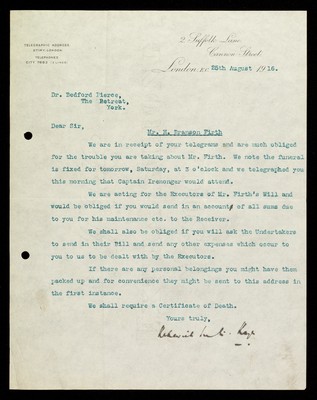 TELEGRAPHIC ADDRESS
TELEPHONES
2 Suffolk Lane,
Cannon Street,
London, E.C. 25th August 1916.
Dr. Bedford Pierce,
The Retreat,
York.
Dear Sir,
Mr. H. Branson Firth
We are in receipt of your telegrams and are much obliged
for the trouble you are taking about Mr. Firth. We note the funeral
is fixed for tomorrow, Saturday, at 3 o'clock and we telegraphed you
this morning that Captain Iremonger would attend.
We are acting for the Executors of Mr. Firth's Will and
would be obliged if you would send in an account of all sums due
to you for his maintenance etc. to the Receiver.
We shall also be obliged if you will ask the Undertakers
to send in their Bill and send any other expenses which occur to
you to us to be dealt with by the Executors.
If there are any personal belongings you might have them
packed up and for convenience they might be sent to this address in
the first instance.
We shall require a Certificate of Death.
Yours truly,